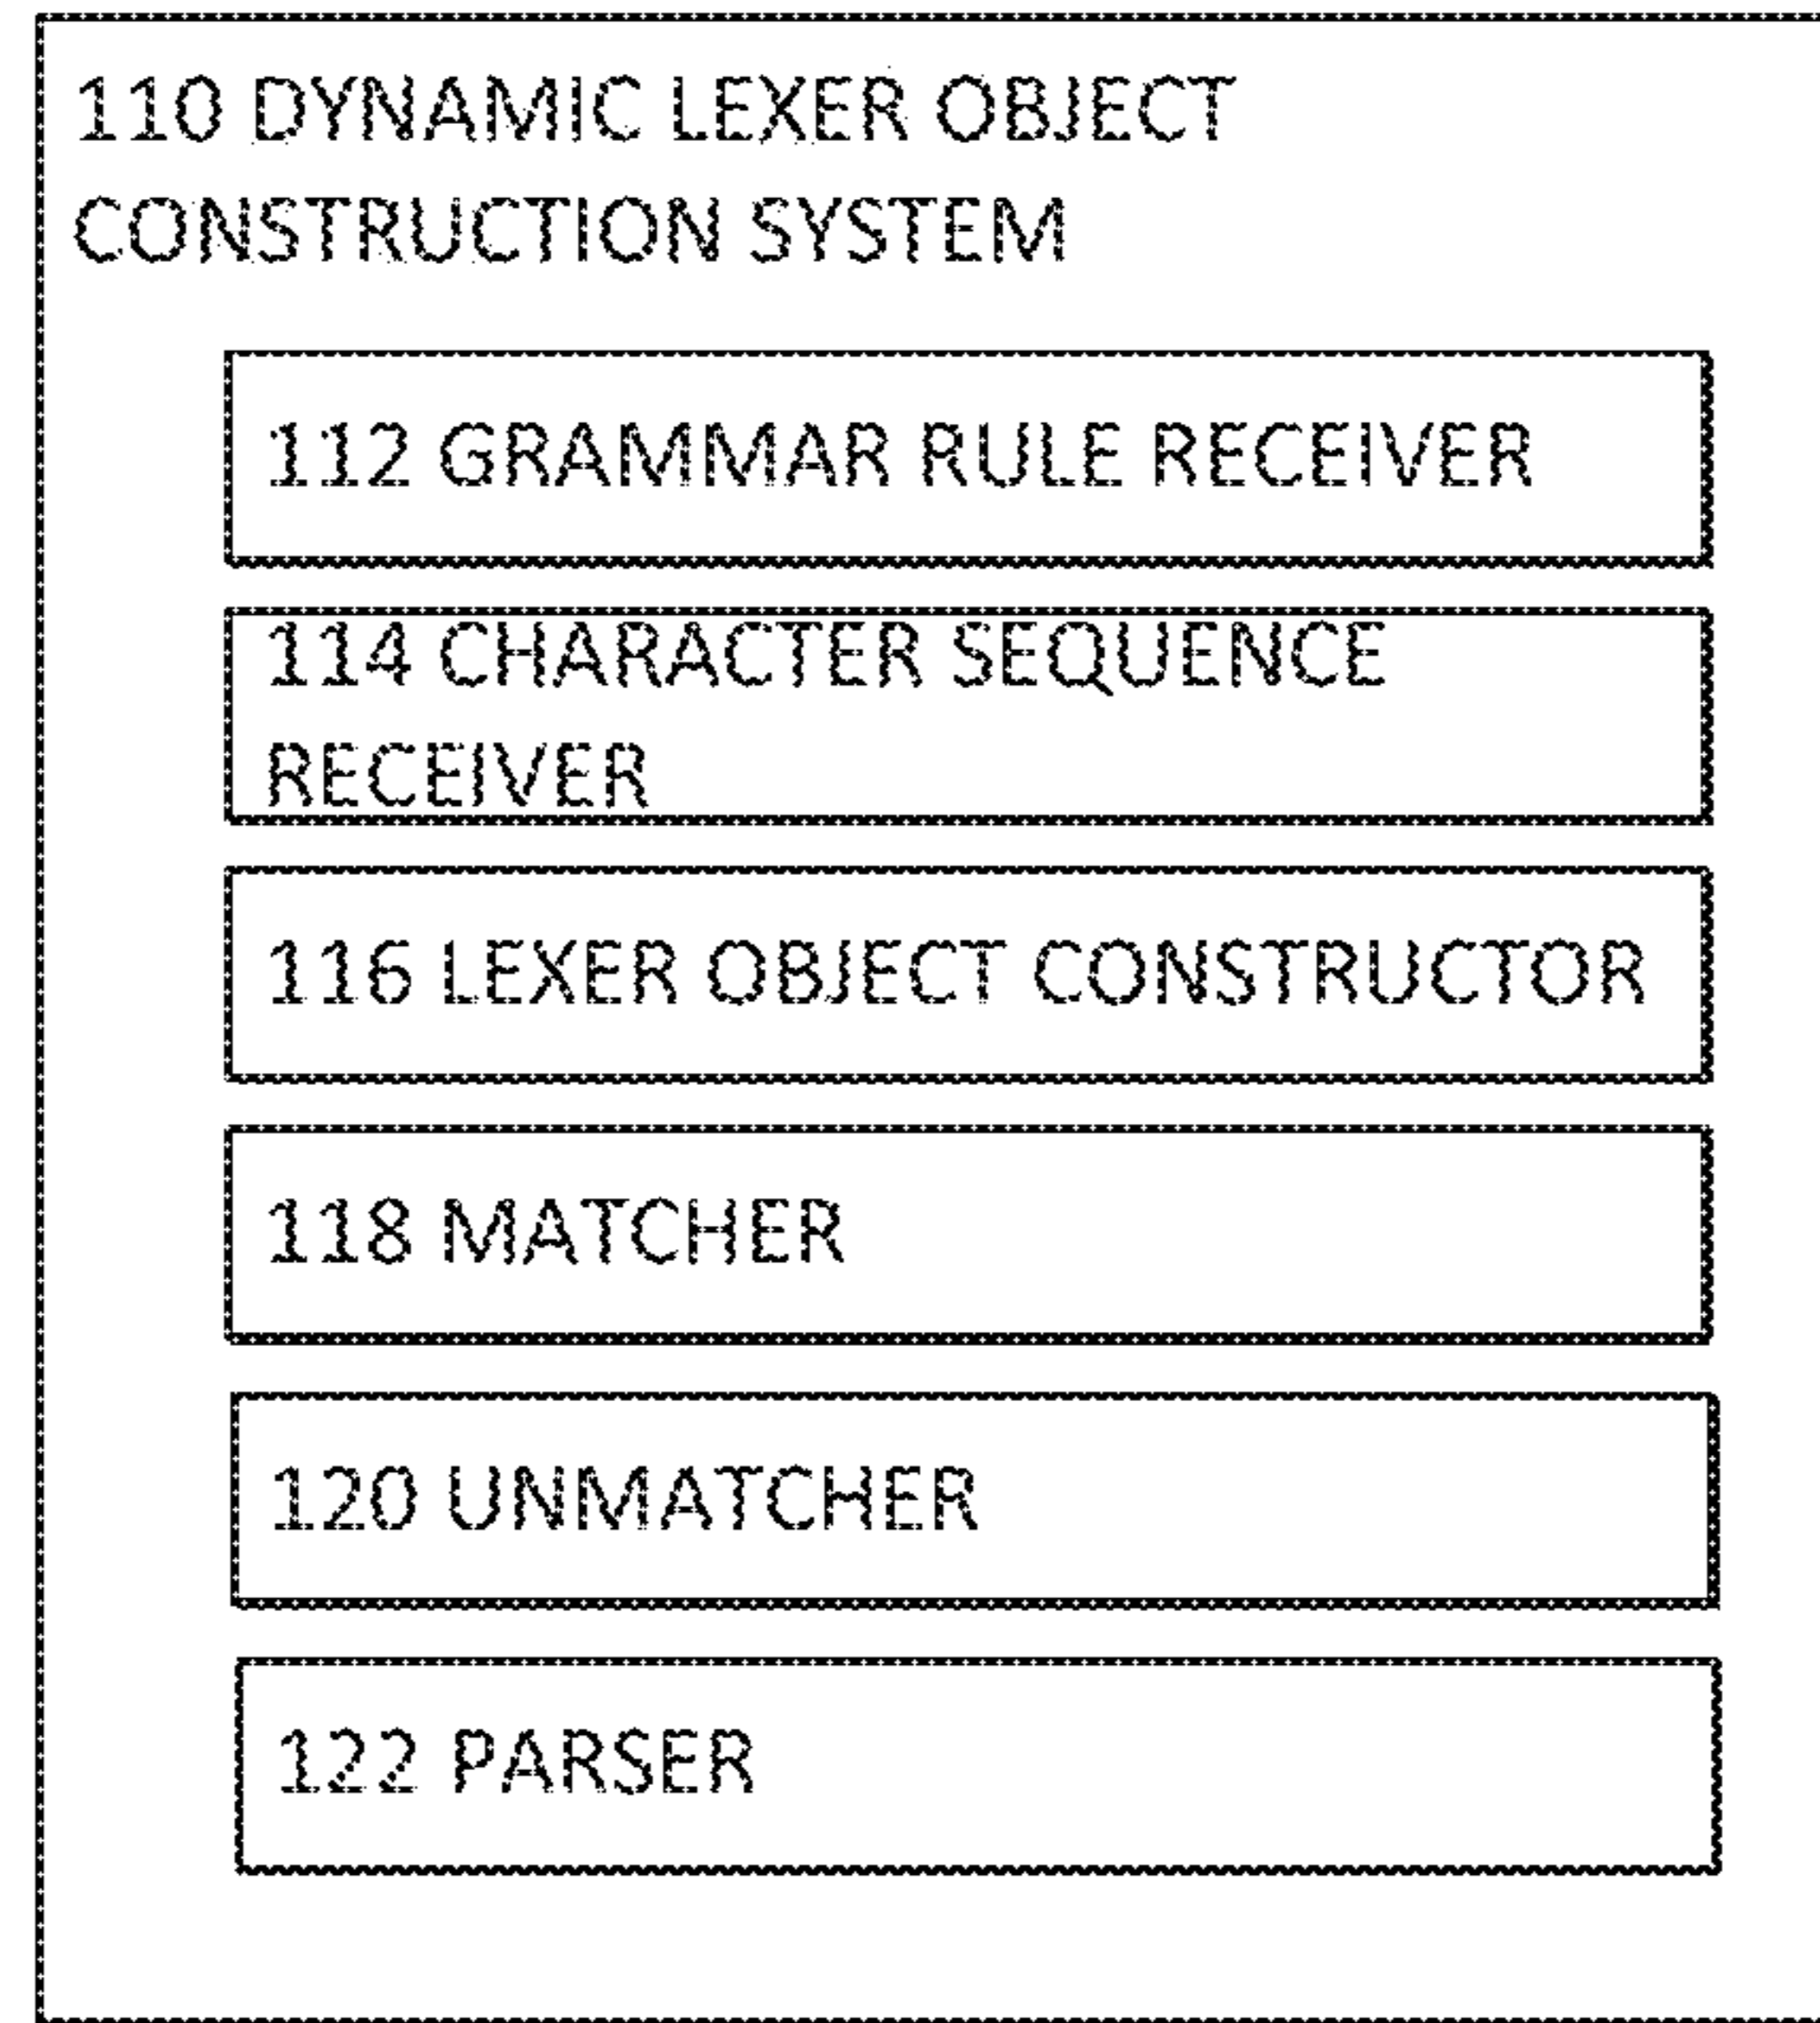 110 DYNAMIC LEXER OBJECT
CONSTRUCTION SYSTEM
112 GRAMMAR RULE RECEIVER
114 CHARACTER SEQUENCE
RECEIVER
116 LEXER OBJECT CONSTRUCTOR
118 MATCHER
120 UNMATCHER
122 PARSER